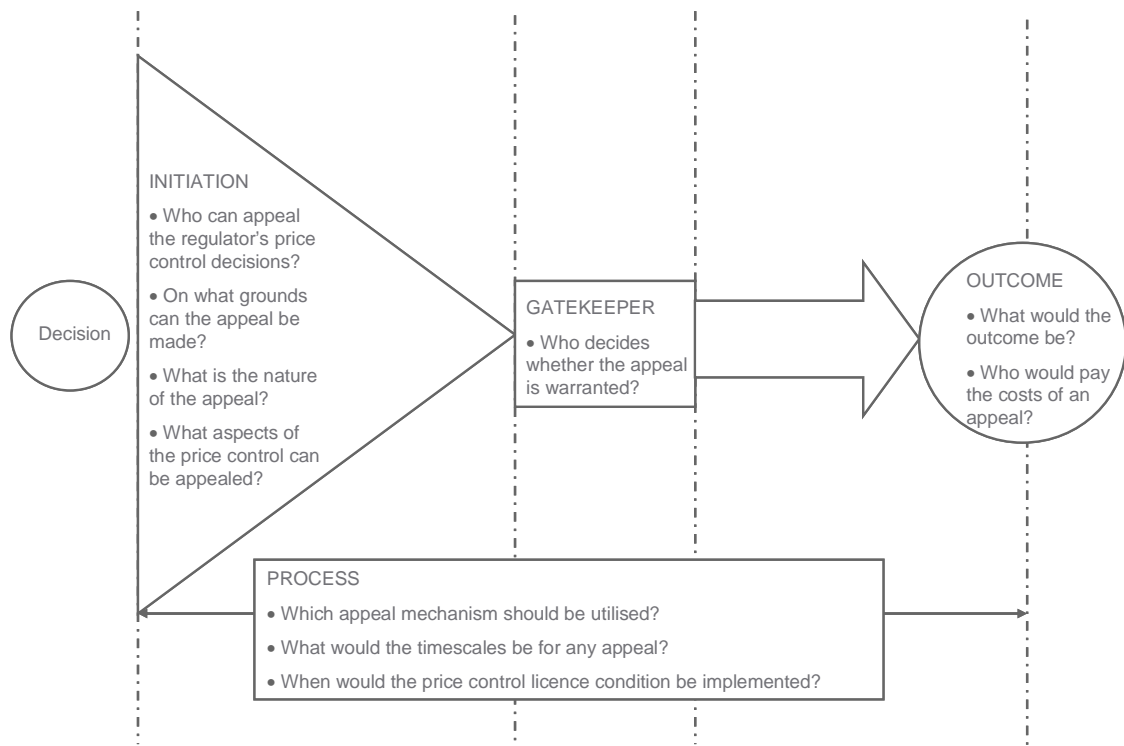 Decision
INITIATION
• Who can appeal
the regulator's price
control decisions?
• On what grounds
can the appeal be
made?
• What is the nature
of the appeal?
• What aspects of
the price control can
be appealed?
GATEKEEPER
• Who decides
whether the appeal
is warranted?
OUTCOME
• What would the
outcome be?
• Who would pay
the costs of an
appeal?
PROCESS
• Which appeal mechanism should be utilised?
• What would the timescales be for any appeal?
• When would the price control licence condition be implemented?